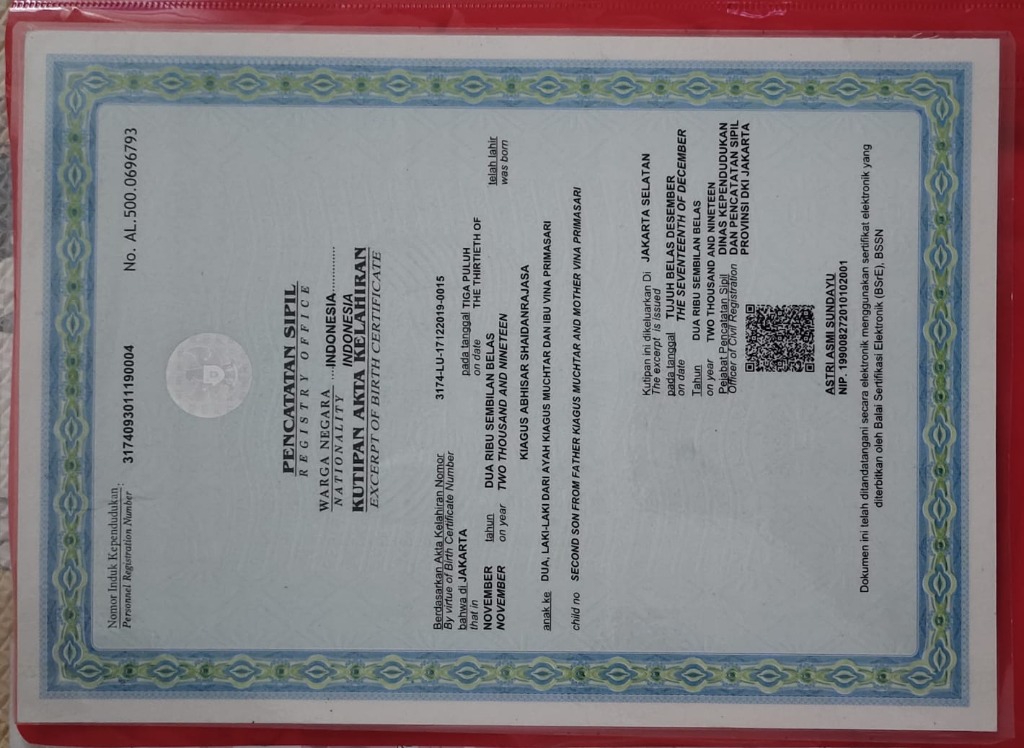 Nomor Induk Kependudukan : 3174093011190004 No. AL.500.0696793
Personnel Registration Number
PENCATATAN SIPIL
REGISTRY OFFICE
WARGA NEGARA ....INDONESIA................
NATIONALITY INDONESIA
KUTIPAN AKTA KELAHIRAN
EXCERPT OF BIRTH CERTIFICATE
Berdasarkan Akta Kelahiran Nomor 3174-LU-17122019-0015
By virtue of Birth Certificate Number
bahwa di JAKARTA pada tanggal TIGA PULUH
that in on date THE THIRTIETH OF
NOVEMBER tahun DUA RIBU SEMBILAN BELAS telah lahir
NOVEMBER on year TWO THOUSAND AND NINETEEN was born
KIAGUS ABHISAR SHAIDANRAJASA
anak ke DUA, LAKI-LAKI DARI AYAH KIAGUS MUCHTAR DAN IBU VINA PRIMASARI
child no SECOND SON FROM FATHER KIAGUS MUCHTAR AND MOTHER VINA PRIMASARI
Kutipan ini dikeluarkan Di JAKARTA SELATAN
The excerpt is issued
pada tanggal TUJUH BELAS DESEMBER
on date THE SEVENTEENTH OF DECEMBER
Tahun DUA RIBU SEMBILAN BELAS
on year TWO THOUSAND AND NINETEEN
Pejabat Pencatatan Sipil DINAS KEPENDUDUKAN
Officer of Civil Registration DAN PENCATATAN SIPIL
PROVINSI DKI JAKARTA
ASTRI ASMI SUNDAYU
NIP. 199008272010102001
Dokumen ini telah ditandatangani secara elektronik menggunakan sertifikat elektronik yang
diterbitkan oleh Balai Sertifikasi Elektronik (BSrE), BSSN